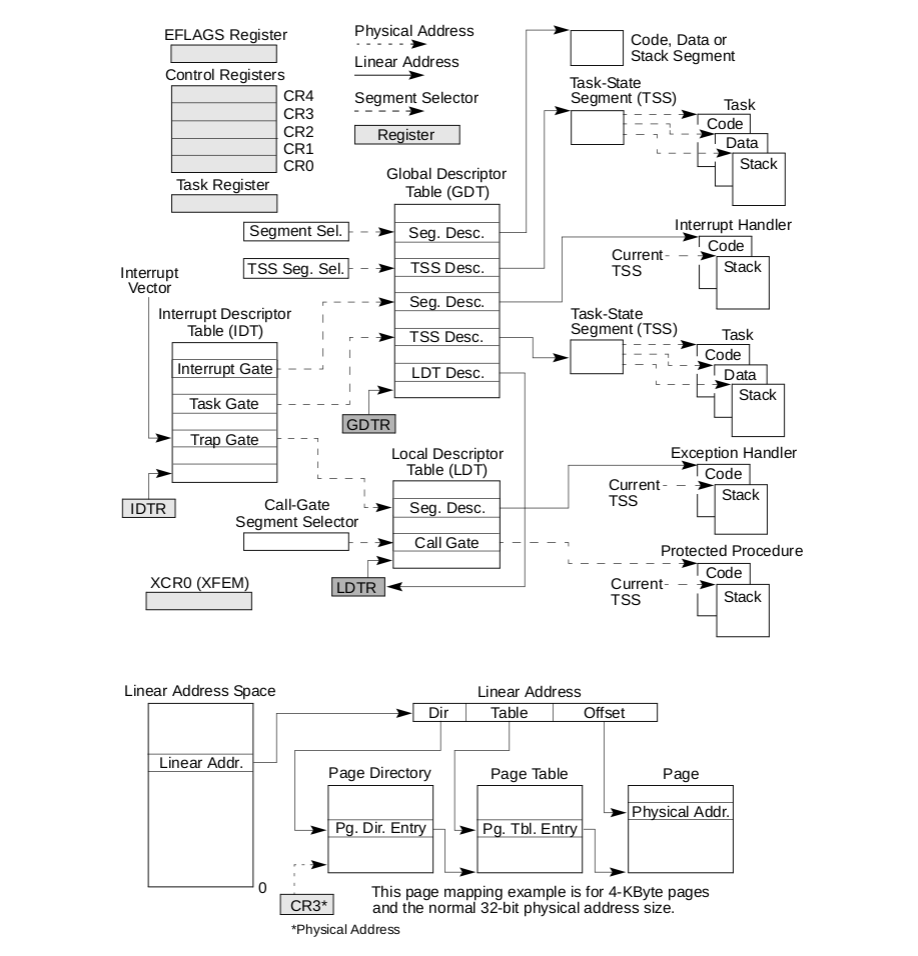 EFLAGS Register
Control Registers
CR4
CR3
CR2
CR1
CR0
Task Register
Physical Address
Linear Address
Segment Selector
Register
Code, Data or
Stack Segment
Task-State
Segment (TSS)
Task
Code
Data
Stack
Global Descriptor
Table (GDT)
Segment Sel.
Seg. Desc.
TSS Seg. Sel.
TSS Desc.
Seg. Desc.
TSS Desc.
LDT Desc.
GDTR
Interrupt Handler
Code
Current
TSS
Stack
Interrupt
Vector
Interrupt Descriptor
Table (IDT)
Interrupt Gate
Task Gate
Trap Gate
IDTR
Task-State
Segment (TSS)
Task
Code
Data
Stack
Local Descriptor
Table (LDT)
Call-Gate
Segment Selector
Seg. Desc.
Call Gate
LDTR
Exception Handler
Code
Current
TSS
Stack
Protected Procedure
Code
Current
TSS
Stack
XCR0 (XFEM)
Linear Address Space
Linear Addr.
0
Linear Address
Dir
Table
Offset
Page Directory
Pg. Dir. Entry
Page Table
Pg. Tbl. Entry
Page
Physical Addr.
CR3*
*Physical Address
This page mapping example is for 4-KByte pages
and the normal 32-bit physical address size.